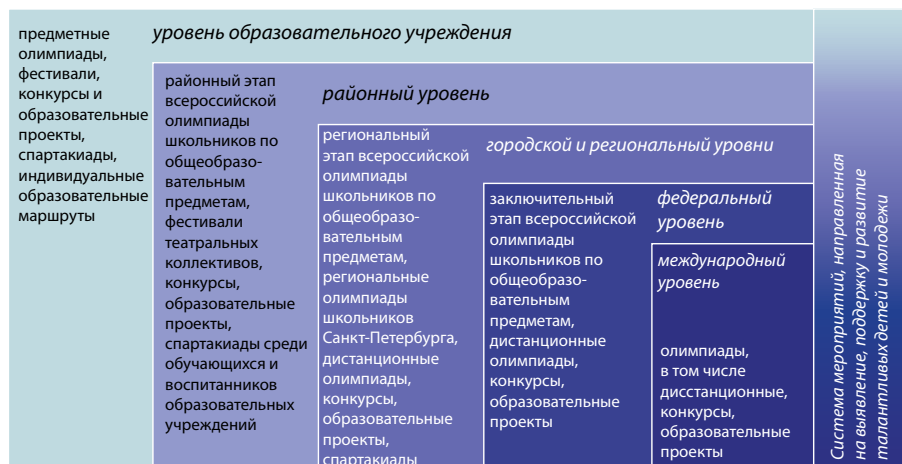 предметные
олимпиады,
фестивали,
конкурсы и
образовательные
проекты,
спартакиады,
индивидуальные
образовательные
маршруты
уровень образовательного учреждения
районный этап
всероссийской
олимпиады
школьников по
общеобразо-
вательным
предметам,
фестивали
театральных
коллективов,
конкурсы,
образовательные
проекты,
спартакиады среди
обучающихся и
воспитанников
образовательных
учреждений
районный уровень
региональный
этап всероссийской
олимпиады
школьников по
общеобразо-
вательным
предметам,
региональные
олимпиады
школьников
Санкт-Петербурга,
дистанционные
олимпиады,
конкурсы,
образовательные
проекты,
спартакиады
городской и региональный уровни
заключительный
этап всероссийской
олимпиады
школьников по
общеобразо-
вательным
предметам,
дистанционные
олимпиады,
конкурсы,
образовательные
проекты
федеральный
уровень
международный
уровень
олимпиады,
в том числе
дисстанционные,
конкурсы,
образовательные
проекты
Система мероприятий, направленная
на выявление, поддержку и развитие
талантливых детей и молодежи